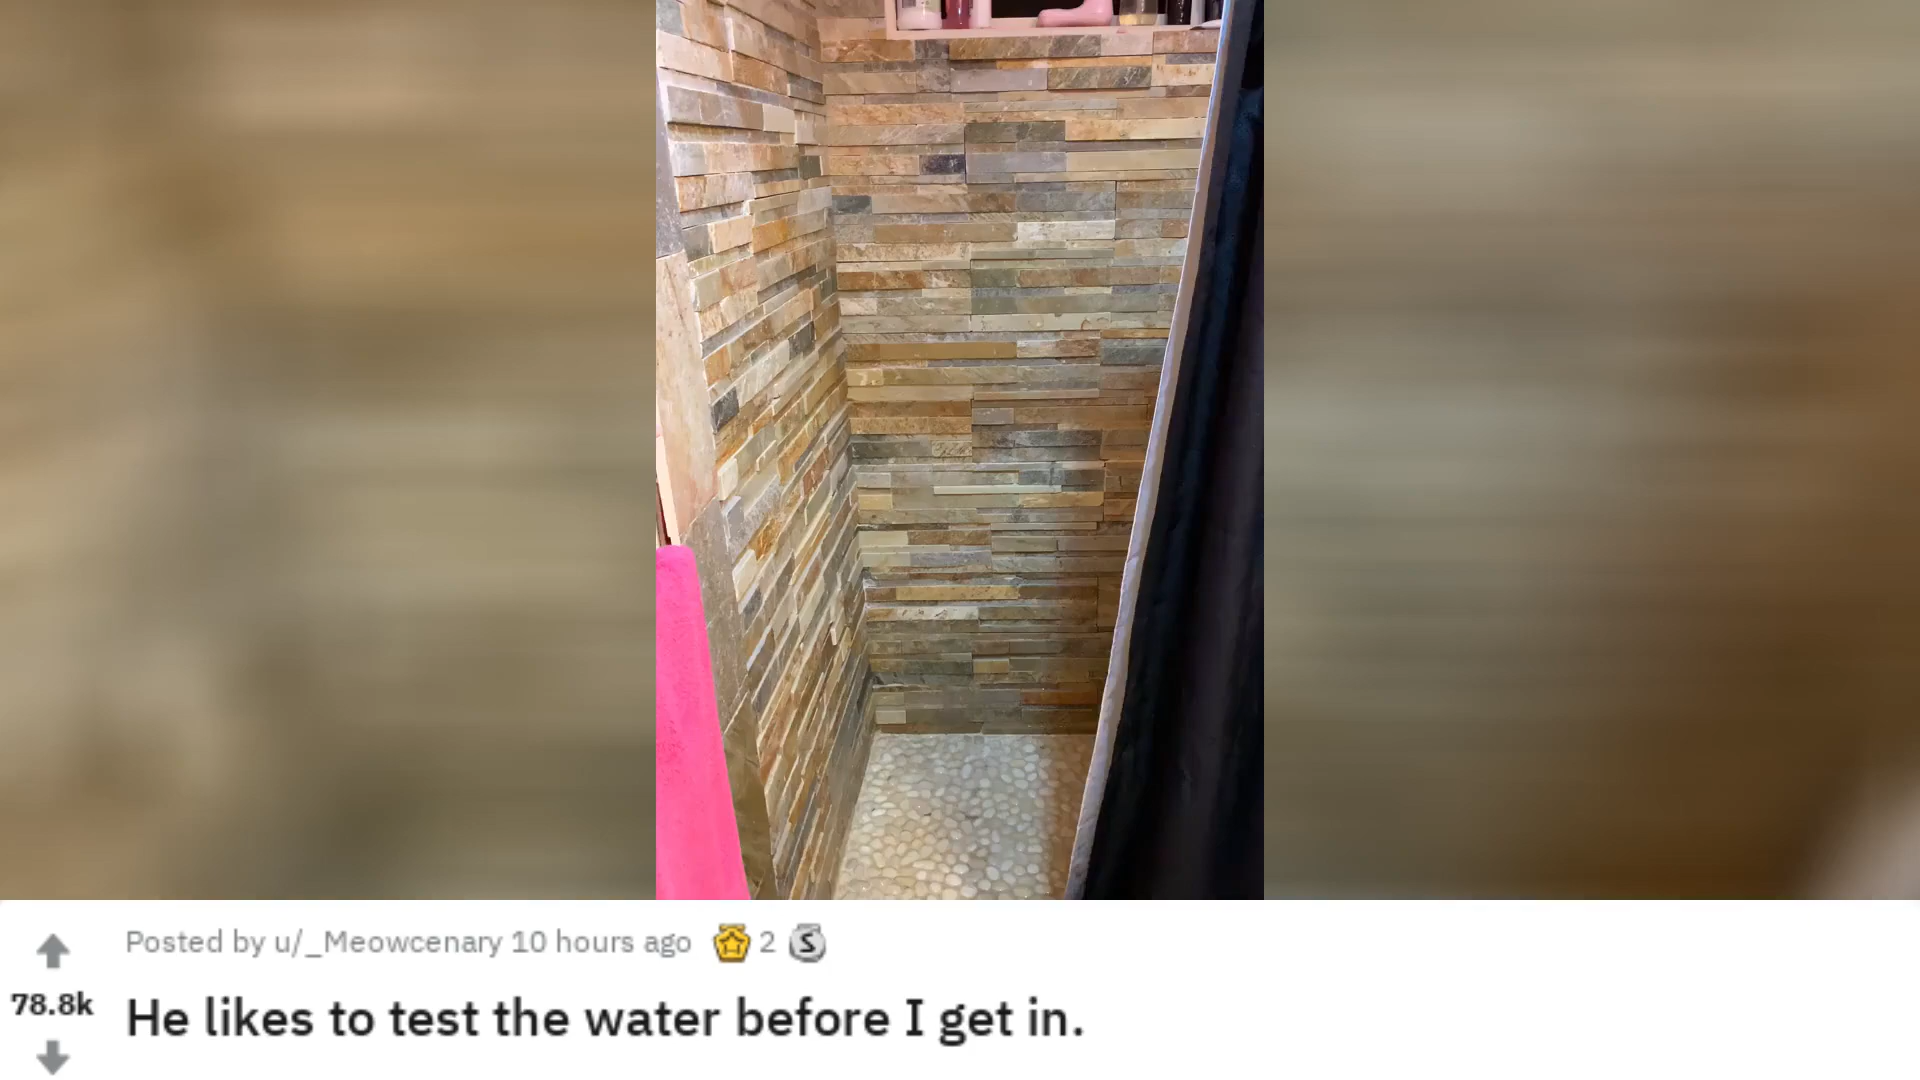 Posted by u/_Meowcenary 10 hours ago 2 S
78.8k
He likes to test the water before I get in.